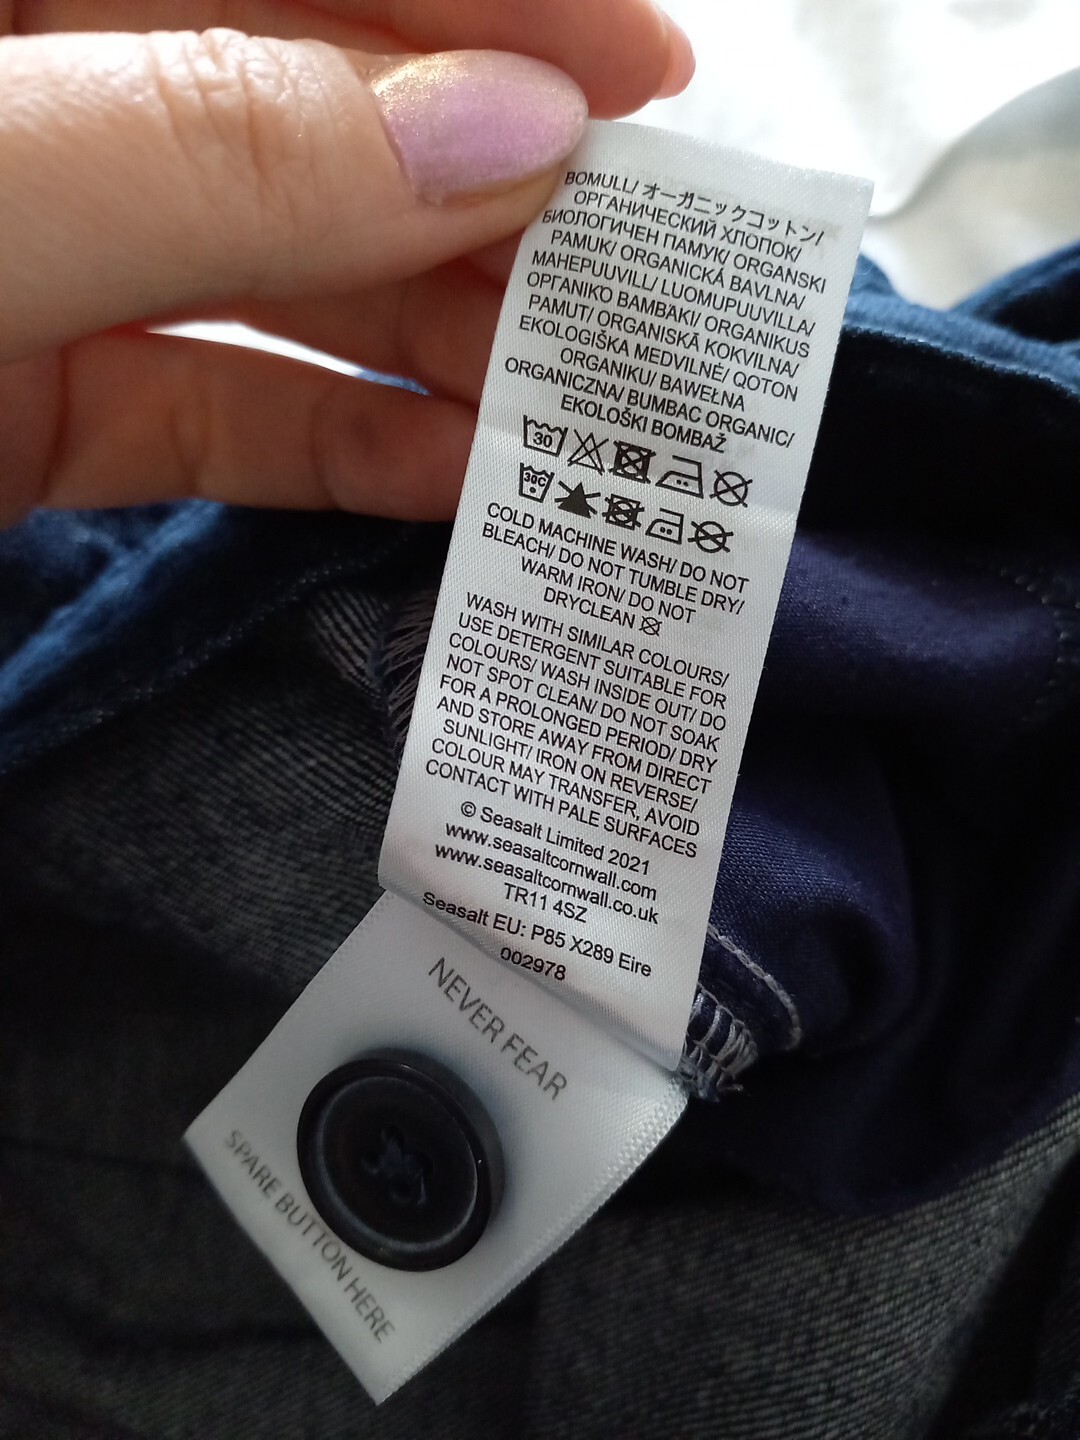 BOMULL/ オーガニックコットン/
ОРГАНИЧЕСКИЙ ХЛОПОК/
БИОЛОГИЧЕН ПАМУК/ ORGANSKI
PAMUK/ ORGANICKÁ BAVLNA/
MAHEPUUVILL/ LUOMUPUUVILLA/
ΟΡΓΑΝΙΚΟ ΒΑΜΒΑΚΙ/ ORGANIKUS
PAMUT/ ORGANISKĀ KOKVILNA/
EKOLOGIŠKA MEDVILNĖ/ QOTON
ORGANIKU/ BAWEŁNA
ORGANICZNA/ BUMBAC ORGANIC/
EKOLOŠKI BOMBAŽ
30
30C
COLD MACHINE WASH/ DO NOT
BLEACH/ DO NOT TUMBLE DRY/
WARM IRON/ DO NOT
DRYCLEAN
WASH WITH SIMILAR COLOURS/
USE DETERGENT SUITABLE FOR
COLOURS/ WASH INSIDE OUT/ DO
NOT SPOT CLEAN/ DO NOT SOAK
FOR A PROLONGED PERIOD/ DRY
AND STORE AWAY FROM DIRECT
SUNLIGHT/ IRON ON REVERSE/
COLOUR MAY TRANSFER, AVOID
CONTACT WITH PALE SURFACES
© Seasalt Limited 2021
www.seasaltcornwall.com
www.seasaltcornwall.co.uk
TR11 4SZ
Seasalt EU: P85 X289 Eire
002978
NEVER FEAR
SPARE BUTTON HERE